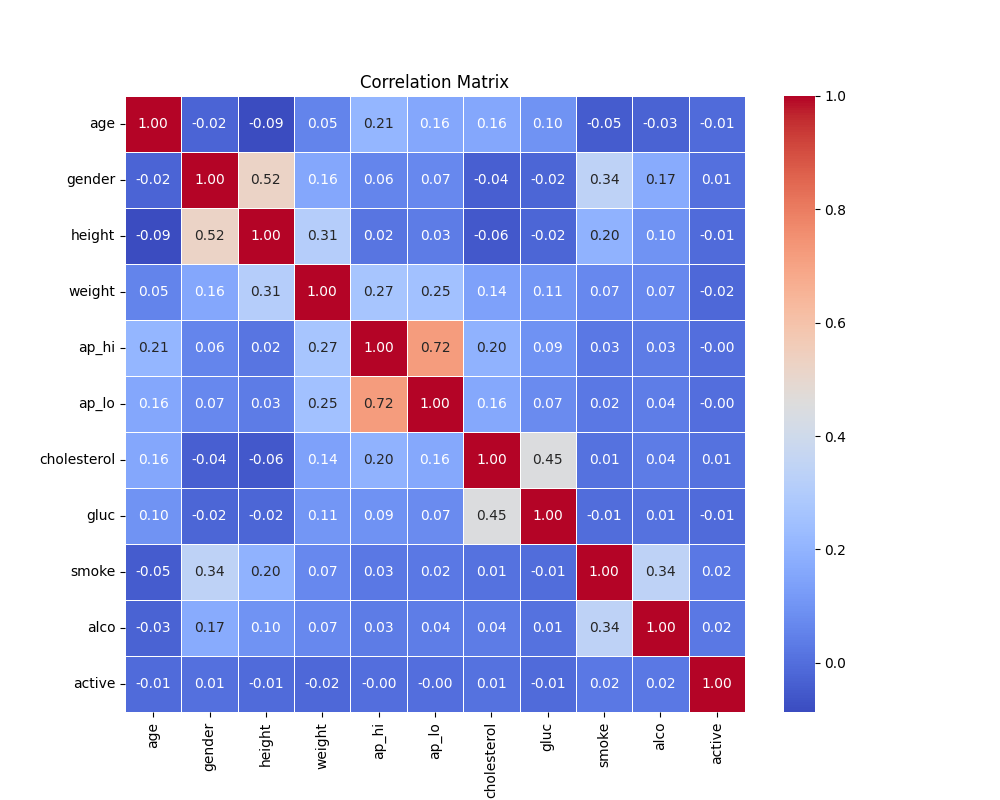 Correlation Matrix
age 1.00 -0.02 -0.09 0.05 0.21 0.16 0.16 0.10 -0.05 -0.03 -0.01
gender -0.02 1.00 0.52 0.16 0.06 0.07 -0.04 -0.02 0.34 0.17 0.01
height -0.09 0.52 1.00 0.31 0.02 0.03 -0.06 -0.02 0.20 0.10 -0.01
weight 0.05 0.16 0.31 1.00 0.27 0.25 0.14 0.11 0.07 0.07 -0.02
ap_hi 0.21 0.06 0.02 0.27 1.00 0.72 0.20 0.09 0.03 0.03 -0.00
ap_lo 0.16 0.07 0.03 0.25 0.72 1.00 0.16 0.07 0.02 0.04 -0.00
cholesterol 0.16 -0.04 -0.06 0.14 0.20 0.16 1.00 0.45 0.01 0.04 0.01
gluc 0.10 -0.02 -0.02 0.11 0.09 0.07 0.45 1.00 -0.01 0.01 -0.01
smoke -0.05 0.34 0.20 0.07 0.03 0.02 0.01 -0.01 1.00 0.34 0.02
alco -0.03 0.17 0.10 0.07 0.03 0.04 0.04 0.01 0.34 1.00 0.02
active -0.01 0.01 -0.01 -0.02 -0.00 -0.00 0.01 -0.01 0.02 0.02 1.00
age gender height weight ap_hi ap_lo cholesterol gluc smoke alco active
1.0
0.8
0.6
0.4
0.2
0.0